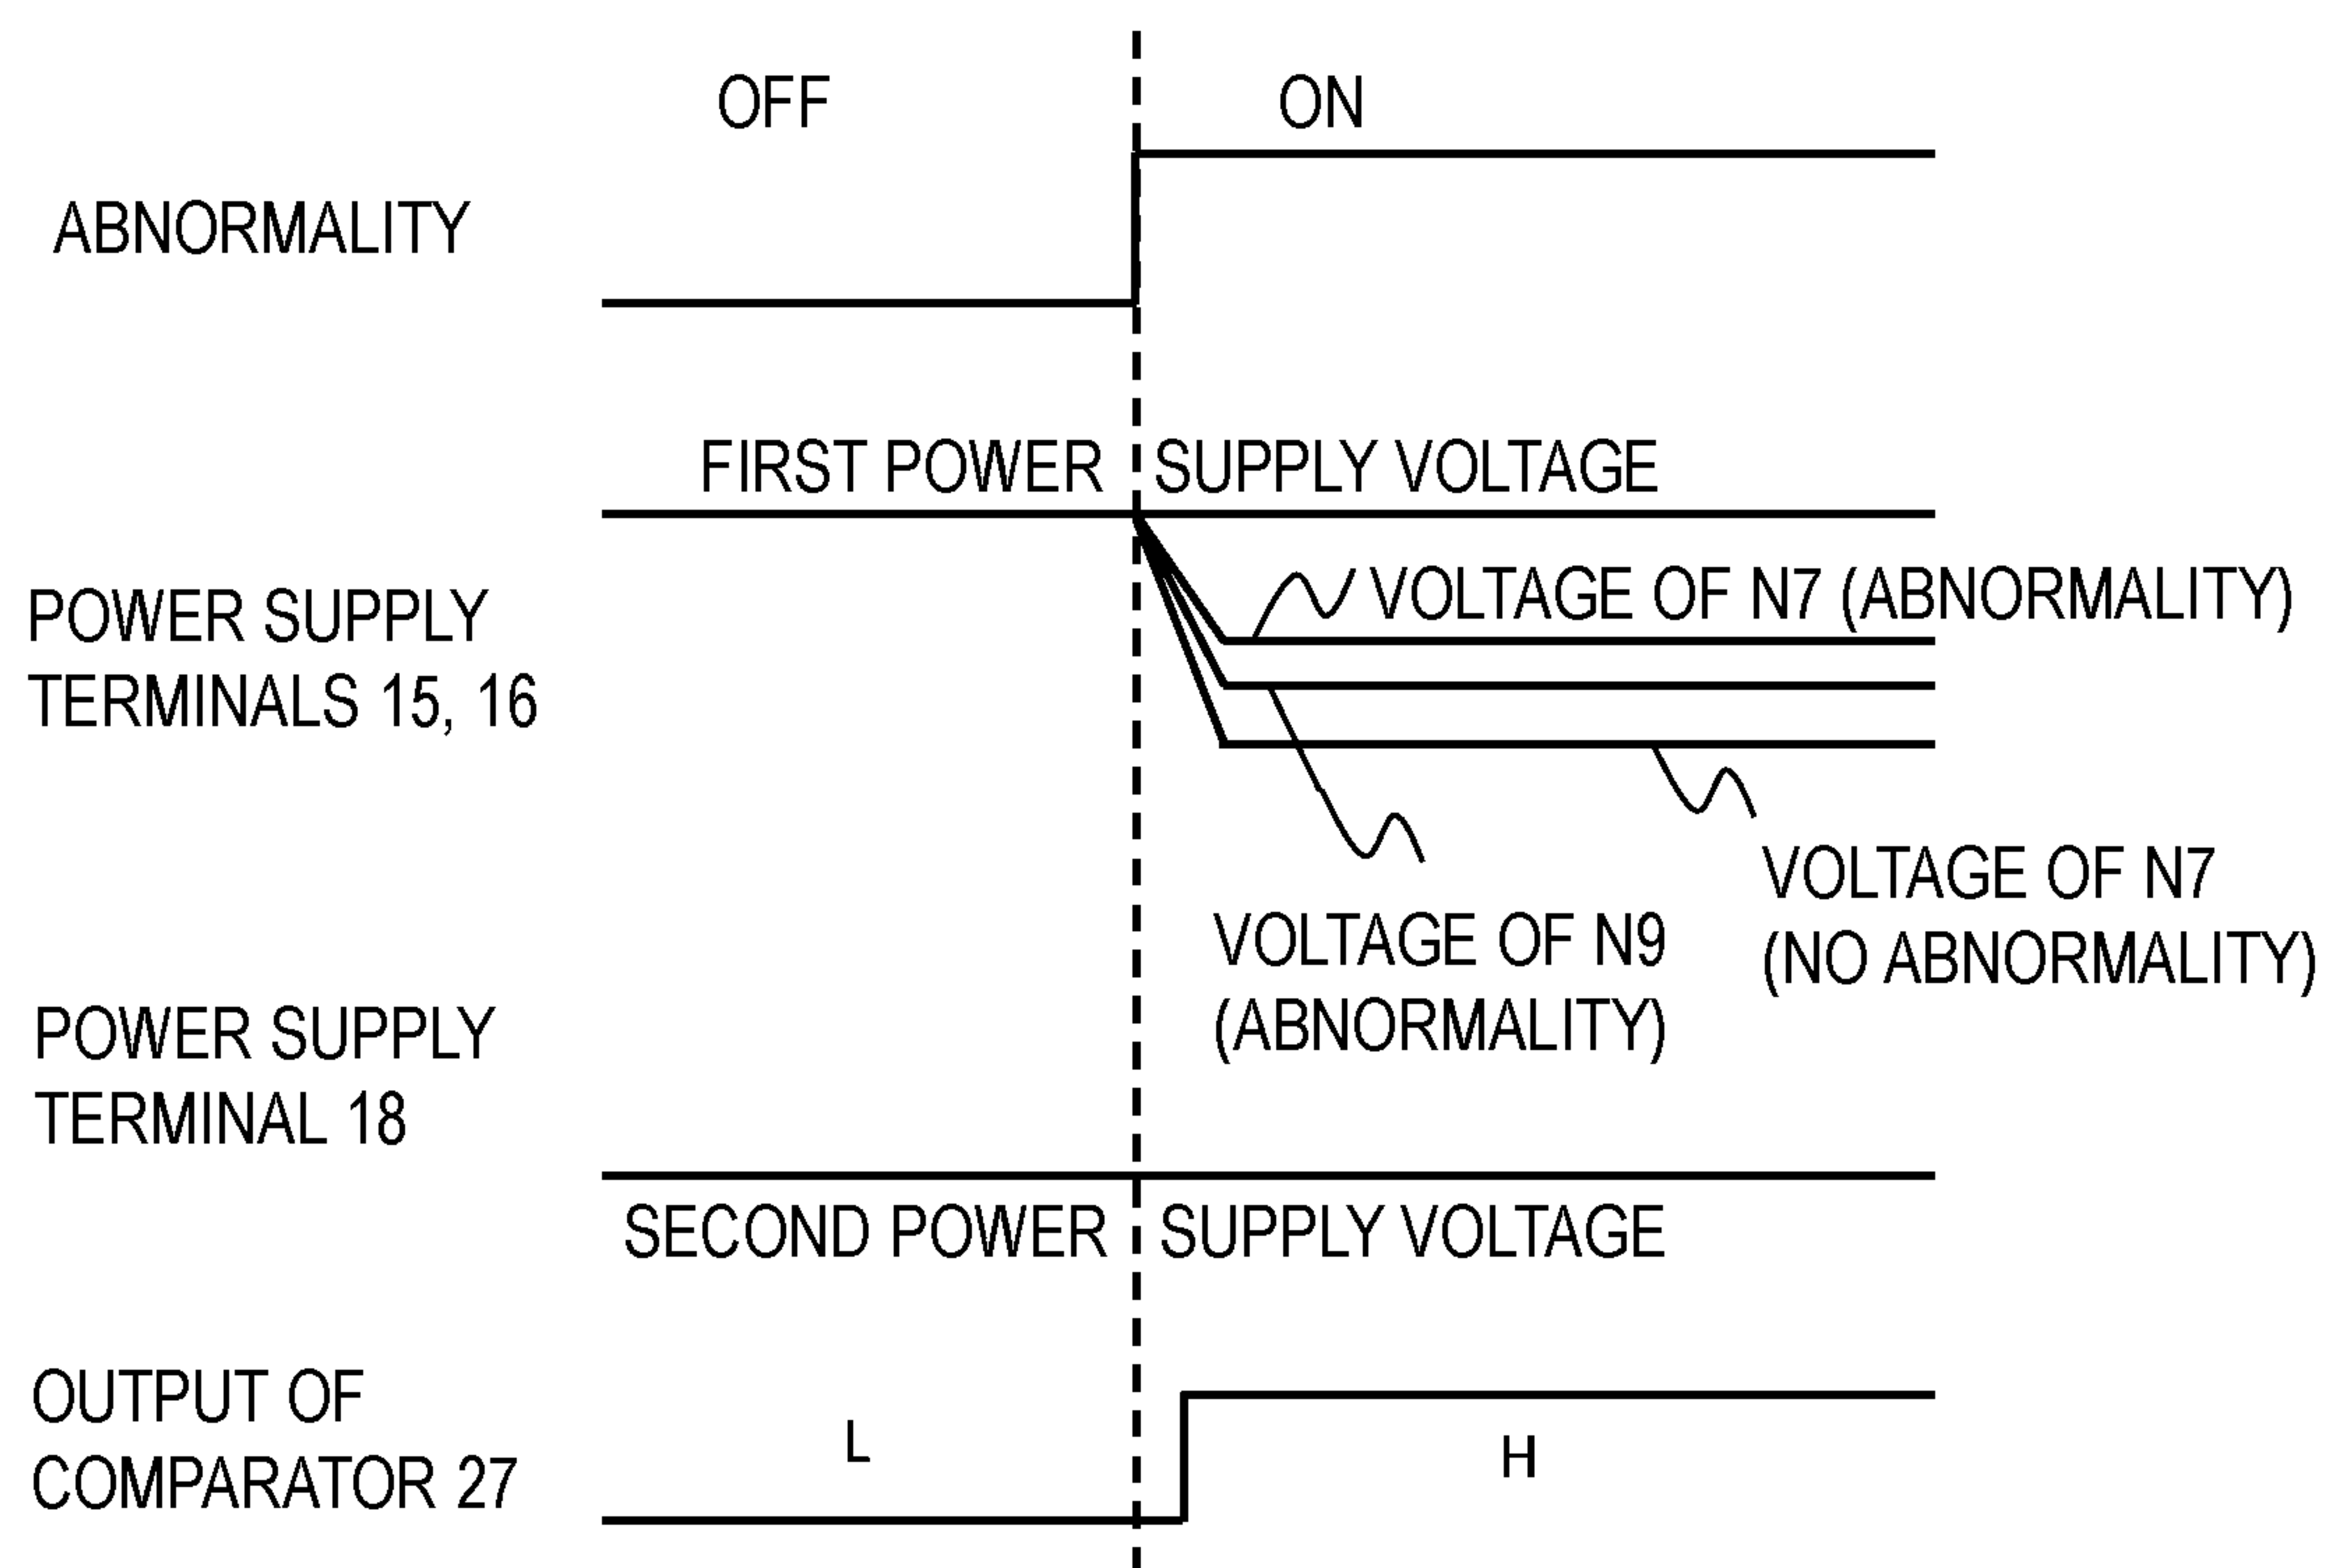 OFF
ON
ABNORMALITY
FIRST POWER SUPPLY VOLTAGE
VOLTAGE OF N7 (ABNORMALITY)
POWER SUPPLY
TERMINALS 15, 16
VOLTAGE OF N7
(NO ABNORMALITY)
VOLTAGE OF N9
(ABNORMALITY)
POWER SUPPLY
TERMINAL 18
SECOND POWER SUPPLY VOLTAGE
OUTPUT OF
COMPARATOR 27
L
H